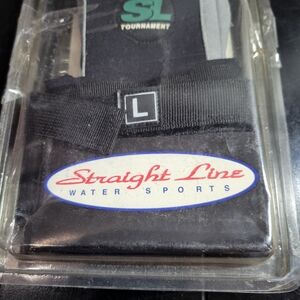 SL
TOURNAMENT
L
Straight Line
WATER SPORTS